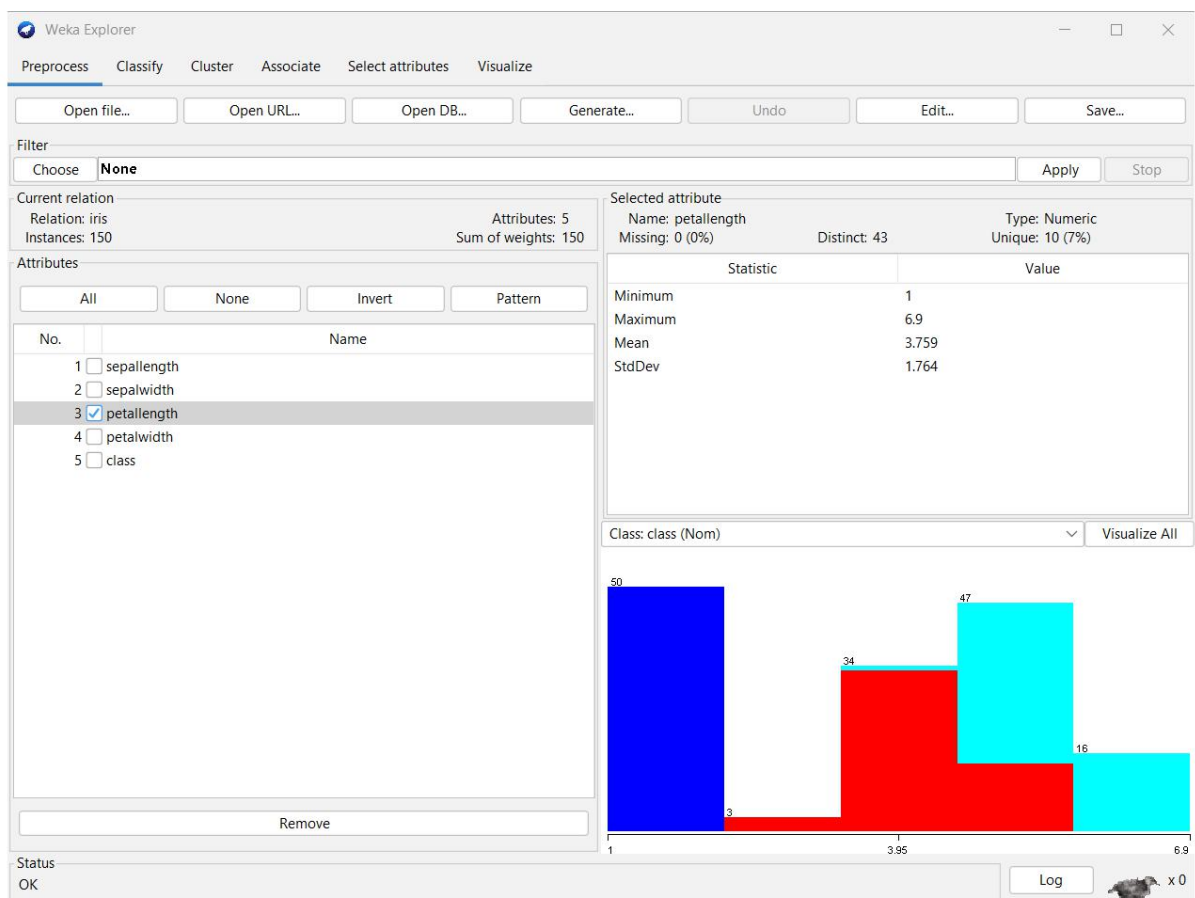 Weka Explorer
Preprocess Classify Cluster Associate Select attributes Visualize
Open file... Open URL... Open DB... Generate... Undo Edit... Save...
Filter
Choose None Apply Stop
Current relation
Relation: iris Attributes: 5
Instances: 150 Sum of weights: 150
Selected attribute
Name: petallength Type: Numeric
Missing: 0 (0%) Distinct: 43 Unique: 10 (7%)
Attributes
All None Invert Pattern
No. Name
1 sepallength
2 sepalwidth
3 petallength
4 petalwidth
5 class
Remove
Statistic Value
Minimum 1
Maximum 6.9
Mean 3.759
StdDev 1.764
Class: class (Nom) Visualize All
50
47
34
16
3
1 3.95 6.9
Status
OK
Log x 0